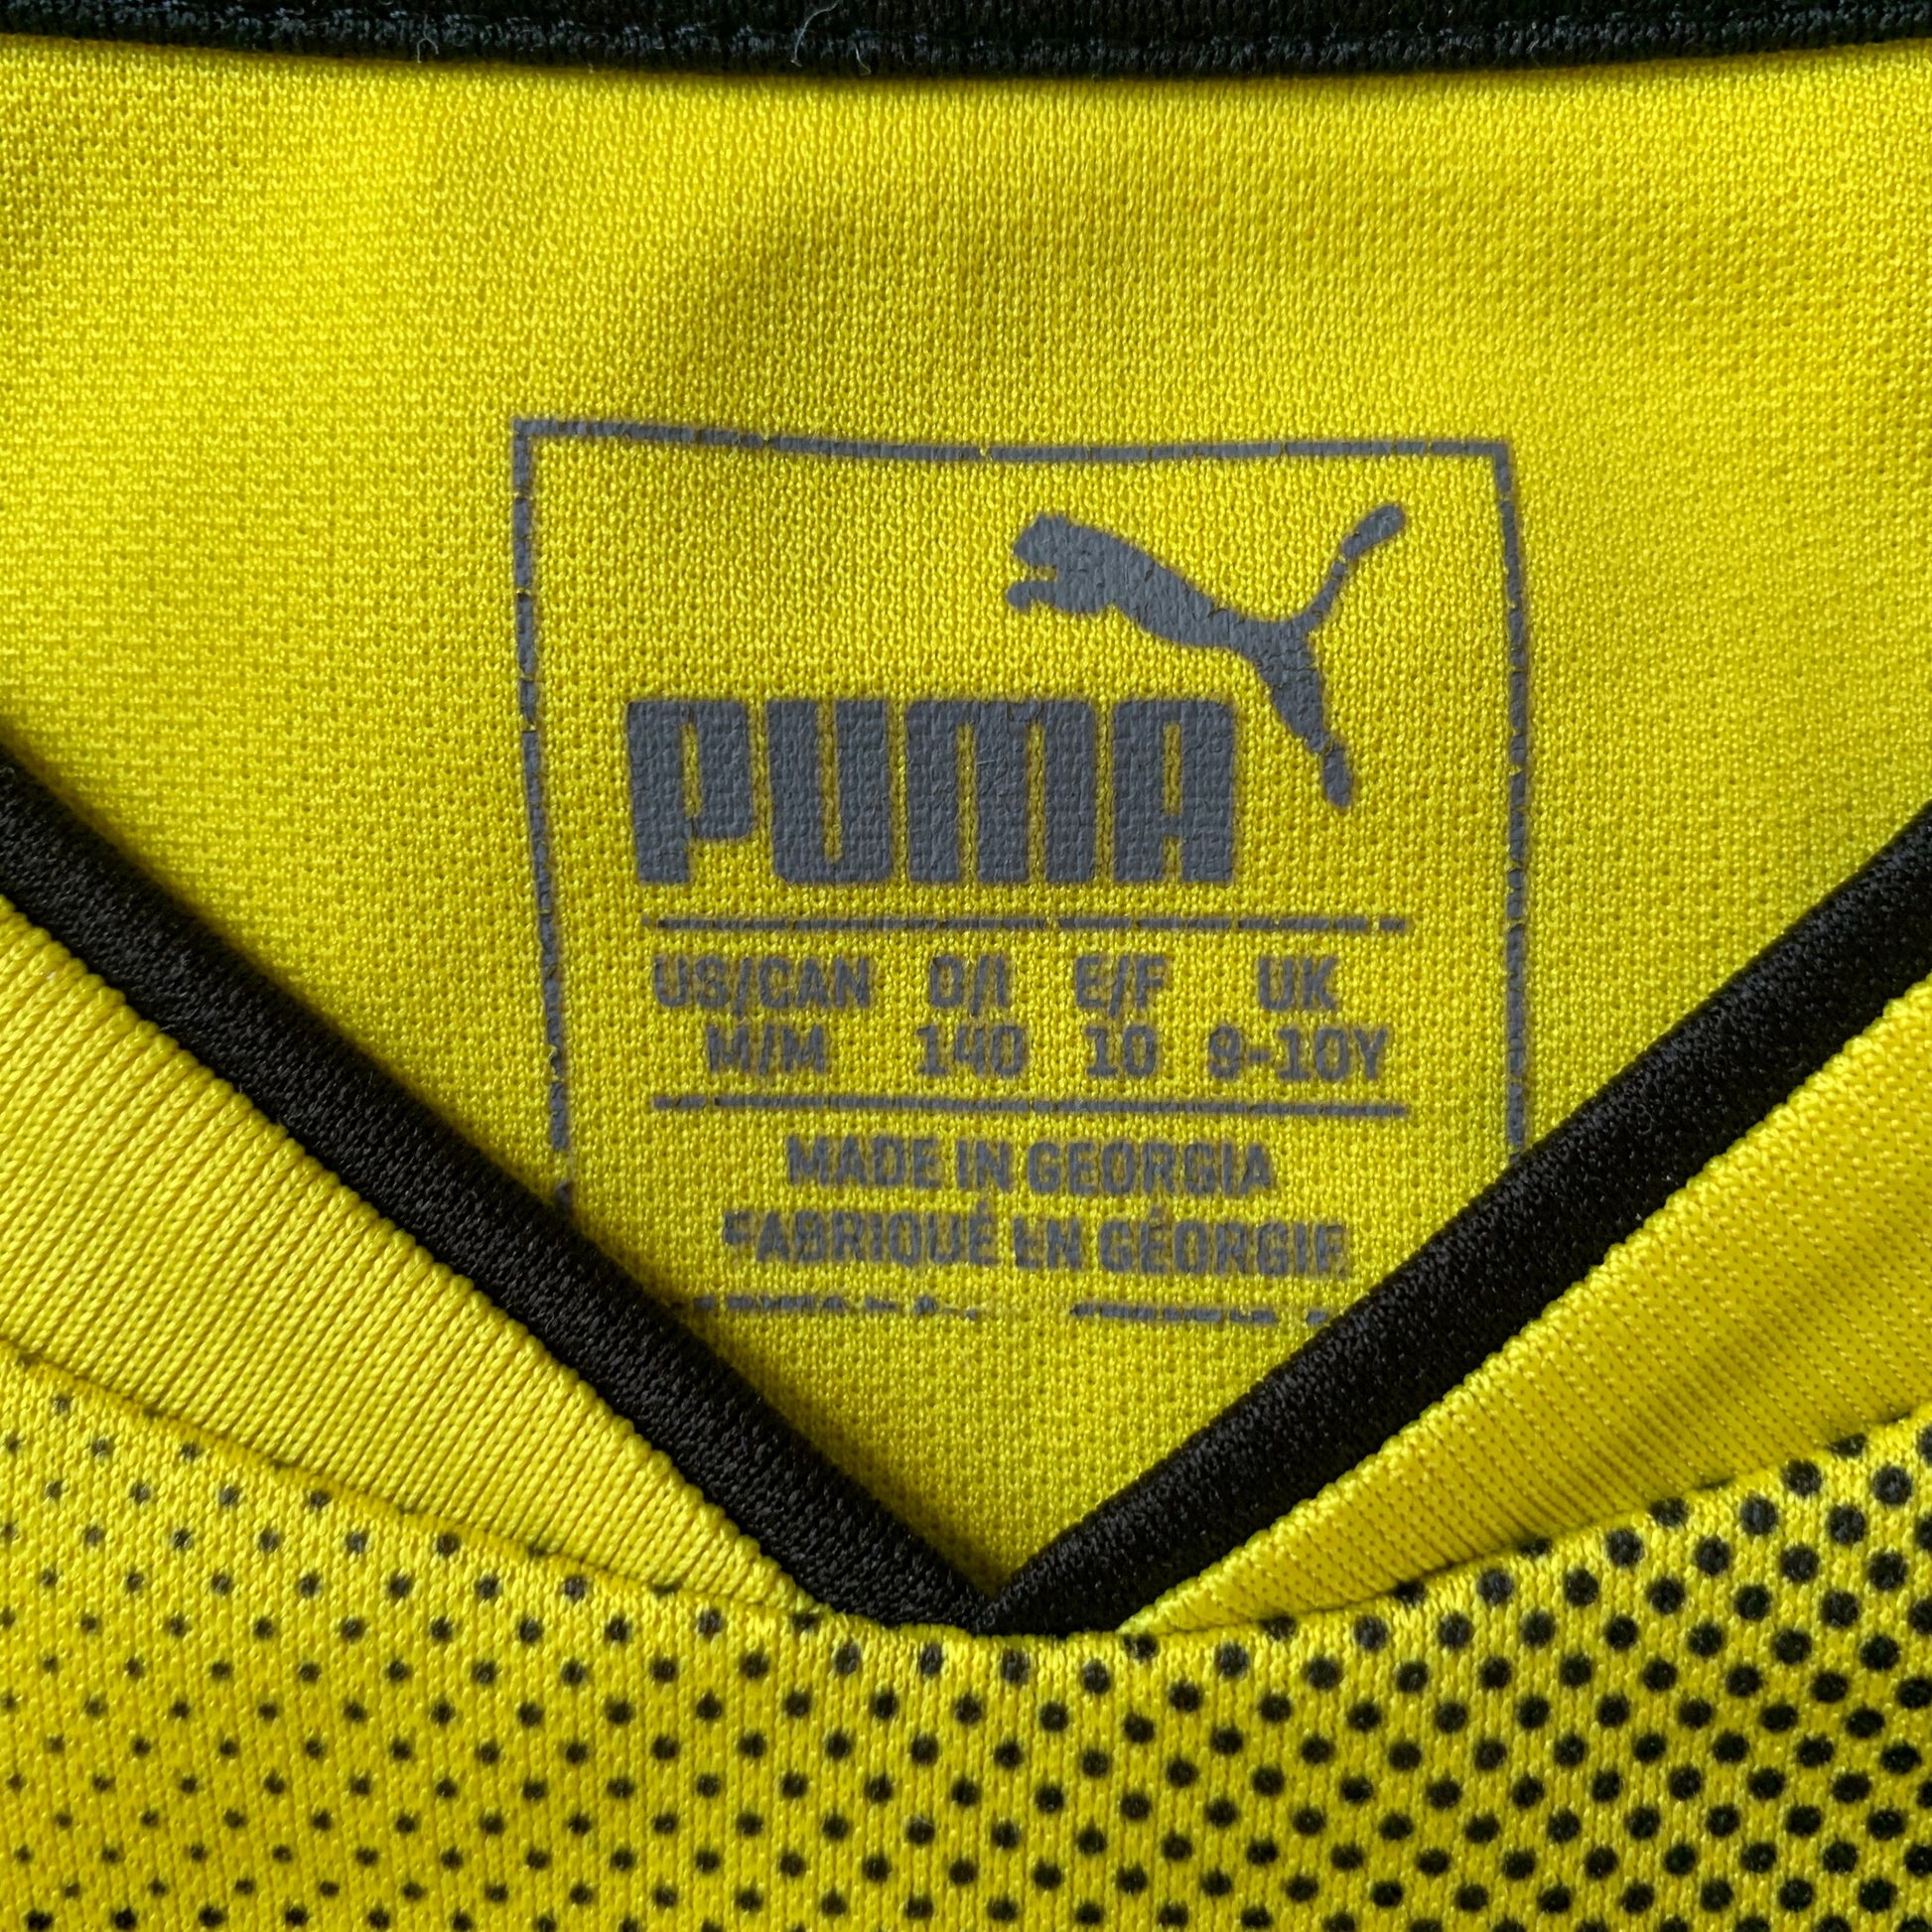 PUMA
US/CAN D/I E/F UK
M/M 140 10 9-10Y
MADE IN GEORGIA
FABRIQUÉ EN GÉORGIE